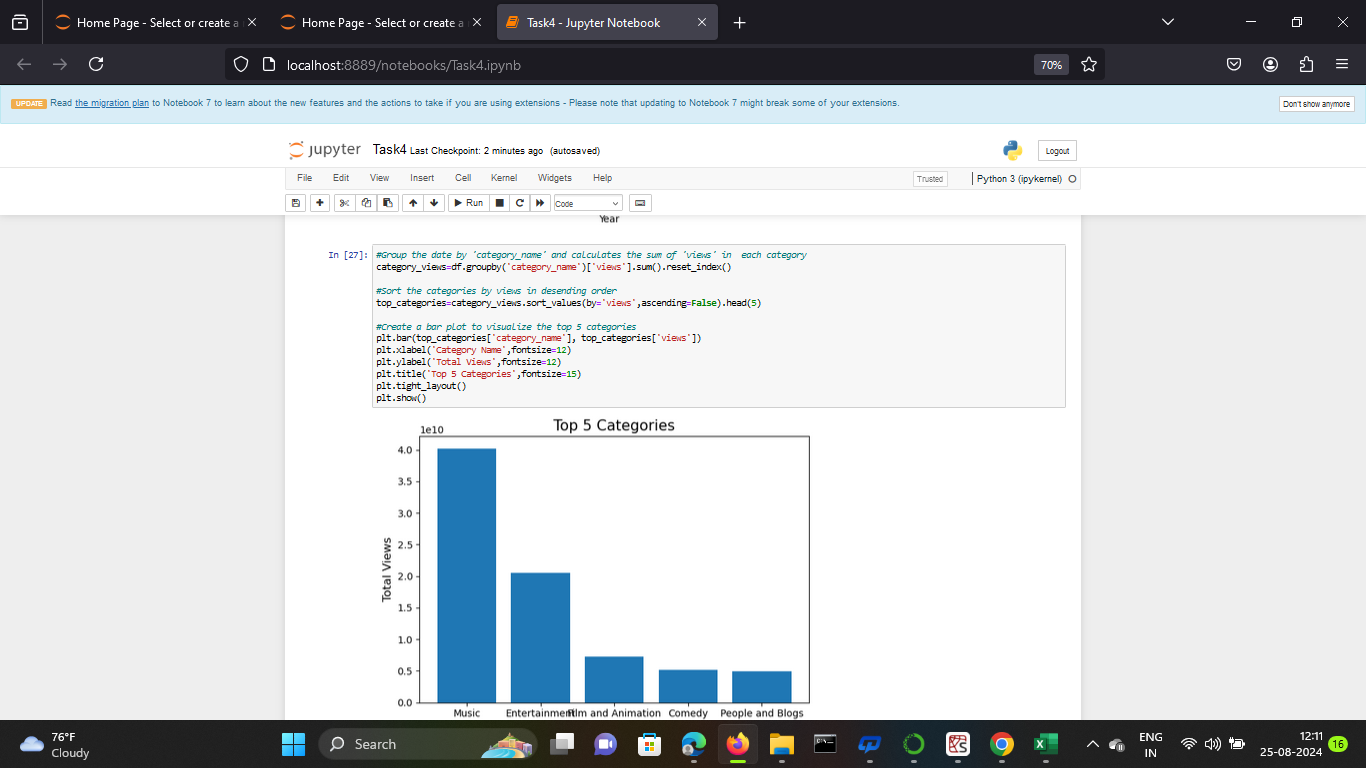 Home Page - Select or create a
Home Page - Select or create a
Task4 - Jupyter Notebook
localhost:8889/notebooks/Task4.ipynb
70%
UPDATE Read the migration plan to Notebook 7 to learn about the new features and the actions to take if you are using extensions - Please note that updating to Notebook 7 might break some of your extensions.
Don't show anymore
jupyter Task4 Last Checkpoint: 2 minutes ago (autosaved)
Logout
File Edit View Insert Cell Kernel Widgets Help
Trusted
Python 3 (ipykernel)
Run
Code
Year
In [27]:
#Group the date by 'category_name' and calculates the sum of 'views' in  each category
category_views=df.groupby('category_name')['views'].sum().reset_index()
#Sort the categories by views in desending order
top_categories=category_views.sort_values(by='views',ascending=False).head(5)
#Create a bar plot to visualize the top 5 categories
plt.bar(top_categories['category_name'], top_categories['views'])
plt.xlabel('Category Name',fontsize=12)
plt.ylabel('Total Views',fontsize=12)
plt.title('Top 5 Categories',fontsize=15)
plt.tight_layout()
plt.show()
Top 5 Categories
1e10
4.0
3.5
3.0
2.5
2.0
1.5
1.0
0.5
0.0
Total Views
Music Entertainment Film and Animation Comedy People and Blogs
76°F
Cloudy
Search
ENG
IN
12:11
25-08-2024
16